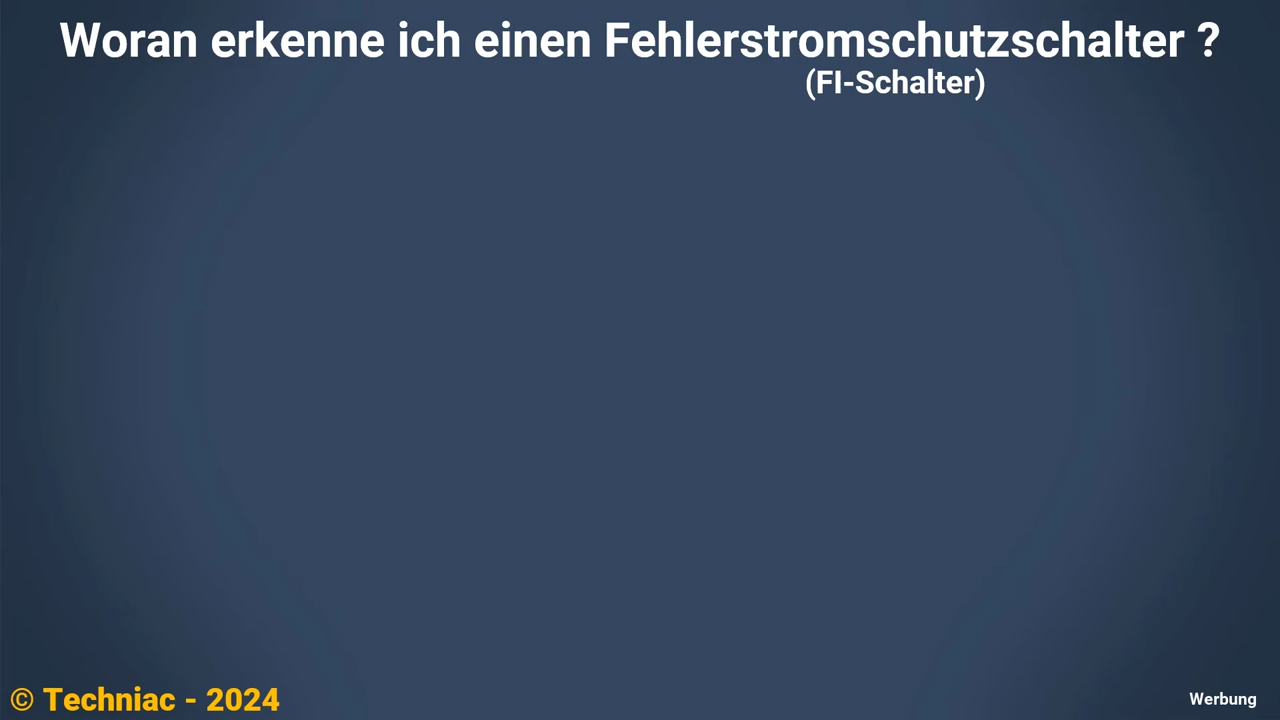 Woran erkenne ich einen Fehlerstromschutzschalter ?
(FI-Schalter)
© Techniac - 2024
Werbung